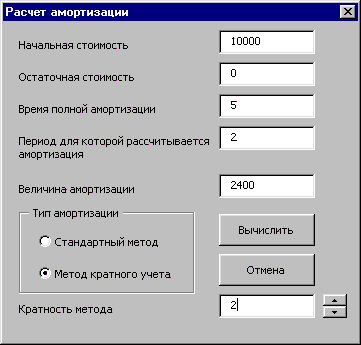 Расчет амортизации
Начальная стоимость 10000
Остаточная стоимость 0
Время полной амортизации 5
Период для которой рассчитывается 2
амортизация
Величина амортизации 2400
Тип амортизации
Стандартный метод Вычислить
Метод кратного учета Отмена
Кратность метода 2